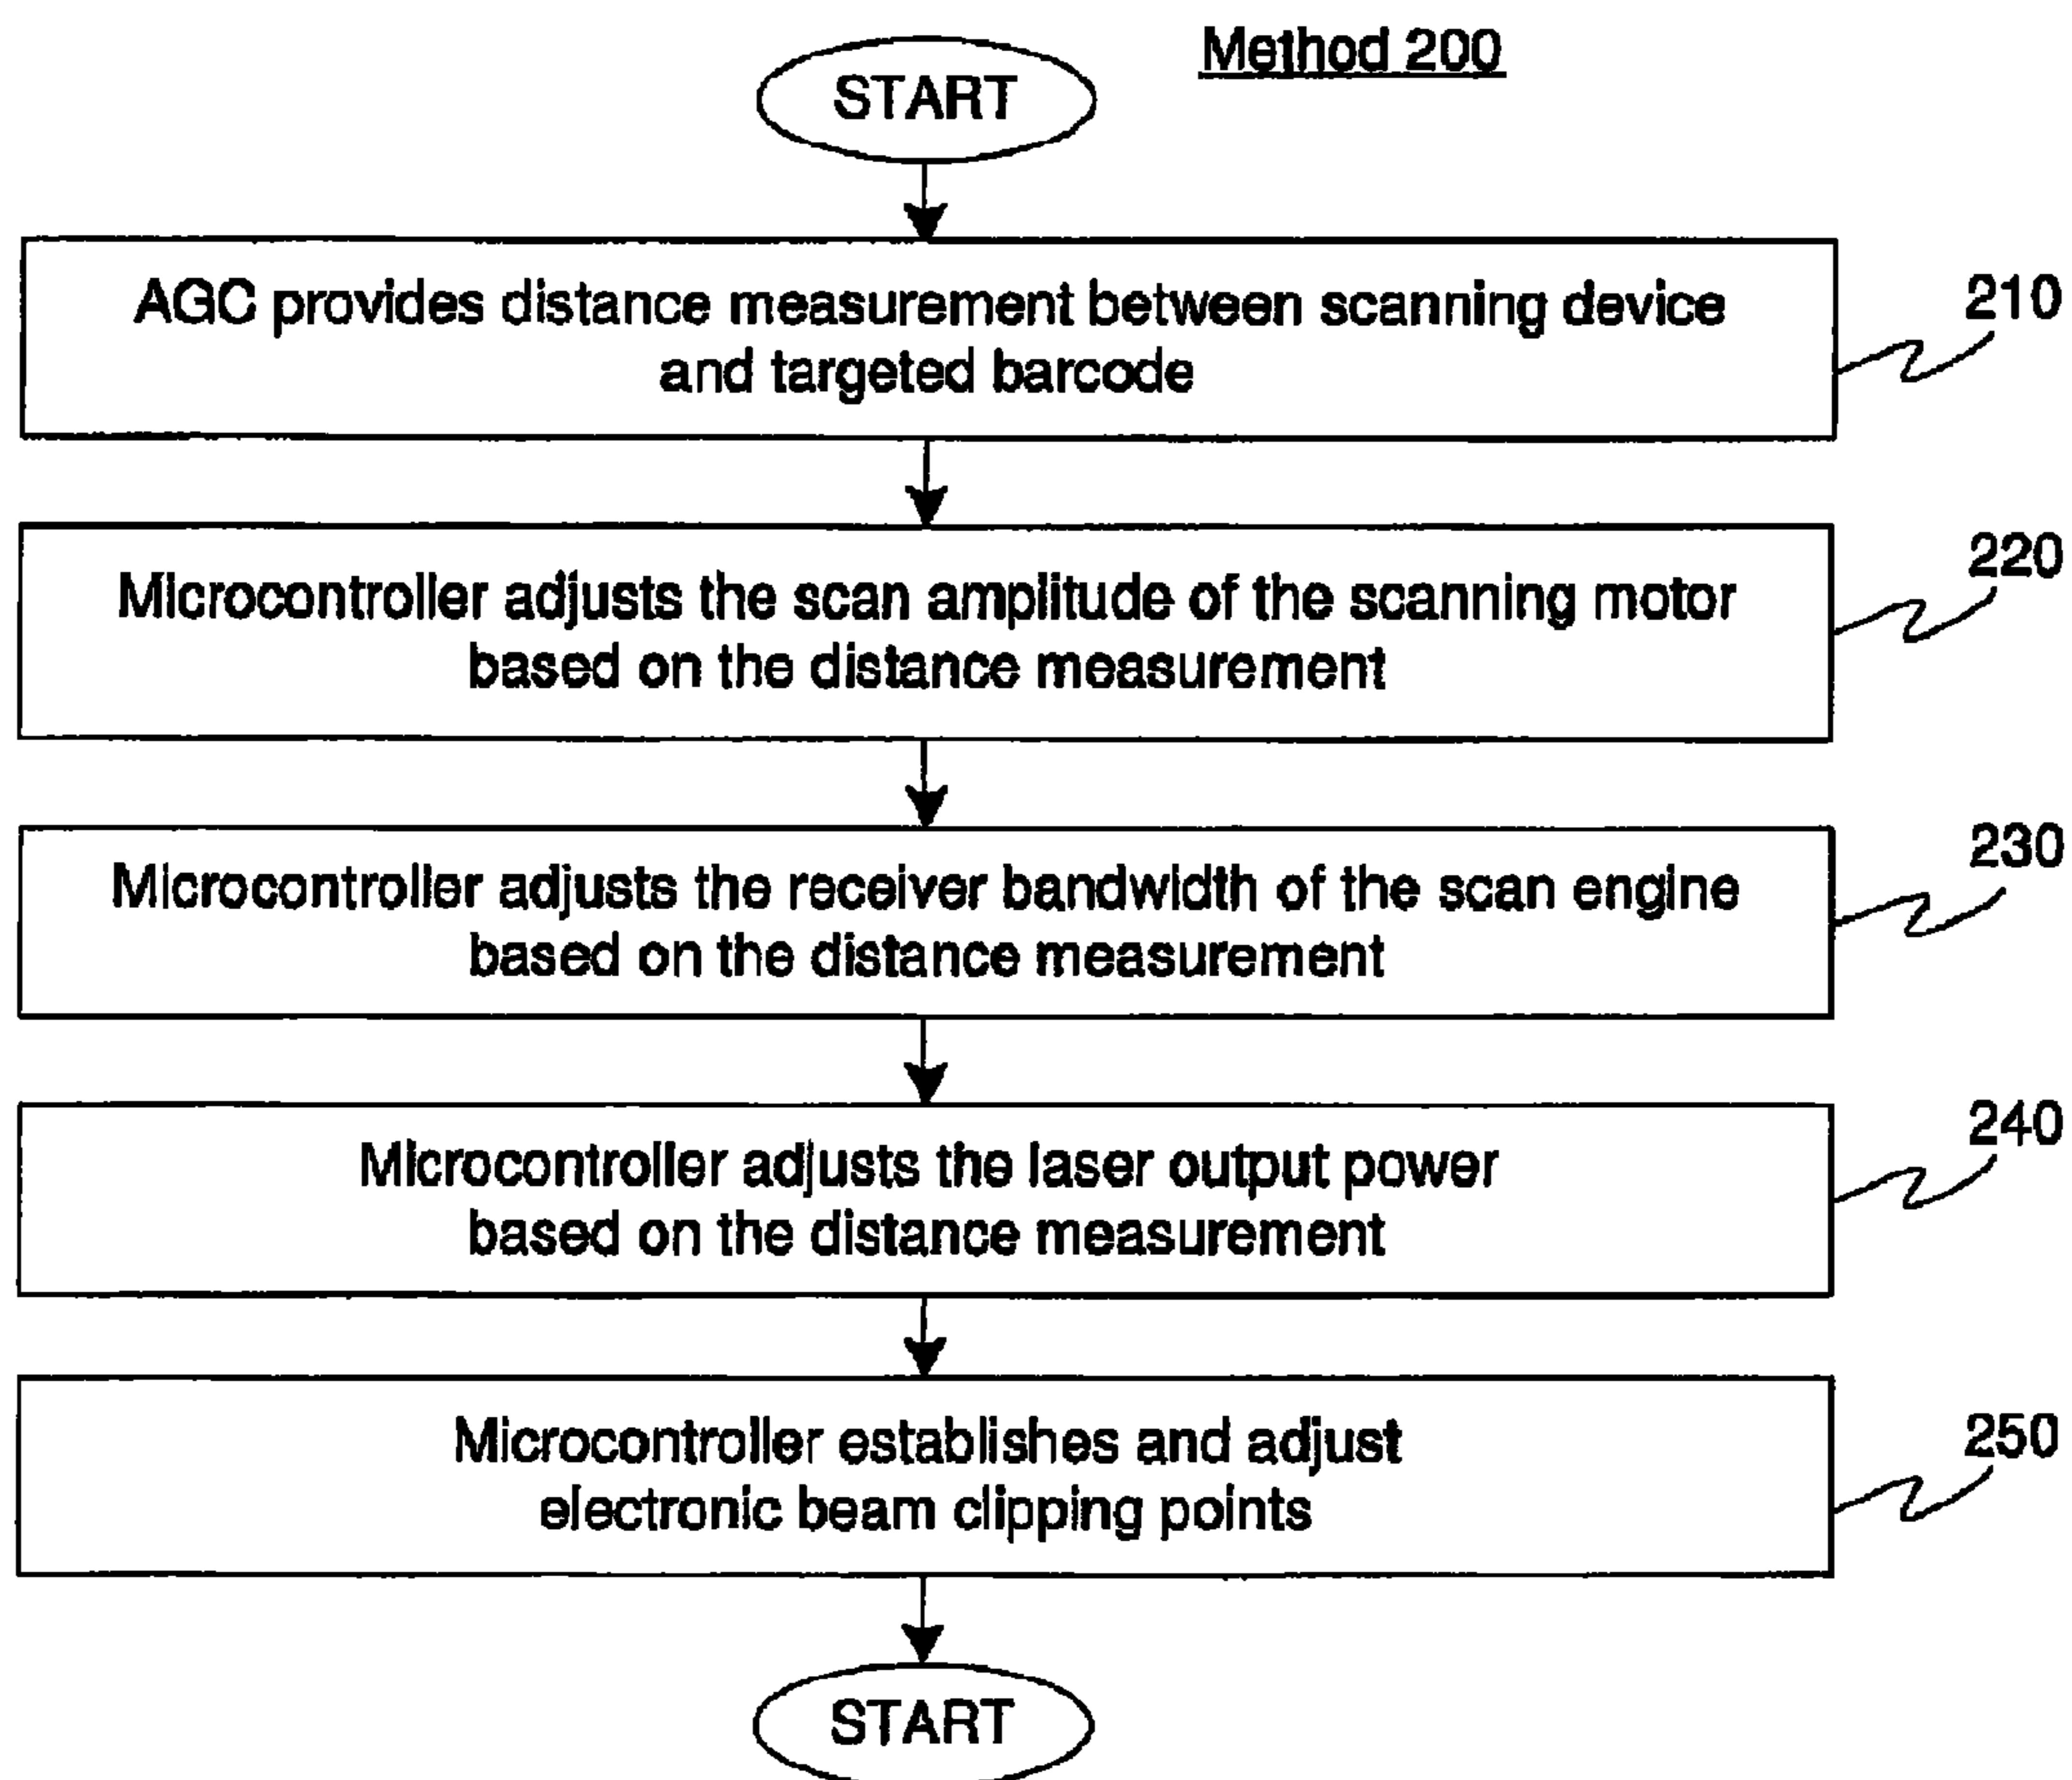 Method 200
START
AGC provides distance measurement between scanning device
and targeted barcode
210
Microcontroller adjusts the scan amplitude of the scanning motor
based on the distance measurement
220
Microcontroller adjusts the receiver bandwidth of the scan engine
based on the distance measurement
230
Microcontroller adjusts the laser output power
based on the distance measurement
240
Microcontroller establishes and adjust
electronic beam clipping points
250
START